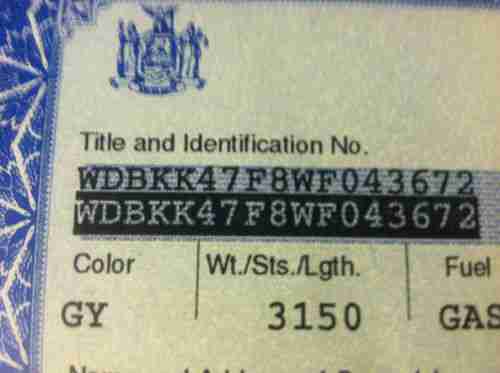 Title and Identification No.
WDBKK47F8WF043672
WDBKK47F8WF043672
Color Wt./Sts./Lgth. Fuel
GY 3150 GAS